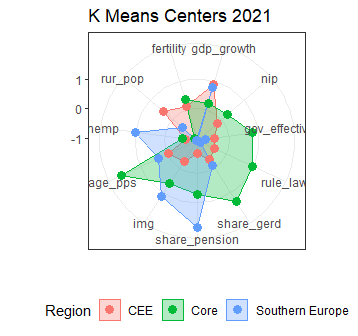 K Means Centers 2021
fertility gdp_growth
rur_pop nip
1
0
-1
nemp gov_effectiv
age_pps rule_law
img share_gerd
share_pension
Region CEE Core Southern Europe